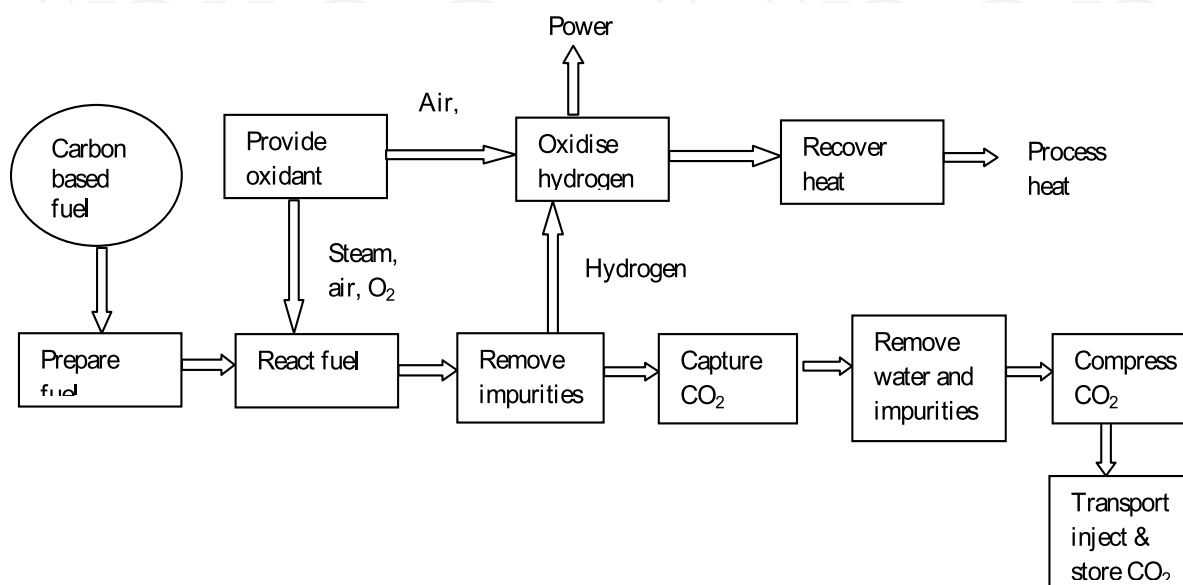 Power
Air,
Carbon
based
fuel
Provide
oxidant
Oxidise
hydrogen
Recover
heat
Process
heat
Steam,
air, O₂
Hydrogen
Prepare
fuel
React fuel
Remove
impurities
Capture
CO₂
Remove
water and
impurities
Compress
CO₂
Transport
inject &
store CO₂